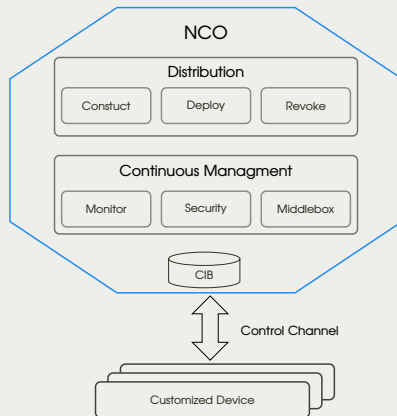 NCO
Distribution
Constuct
Deploy
Revoke
Continuous Managment
Monitor
Security
Middlebox
CIB
Control Channel
Customized Device